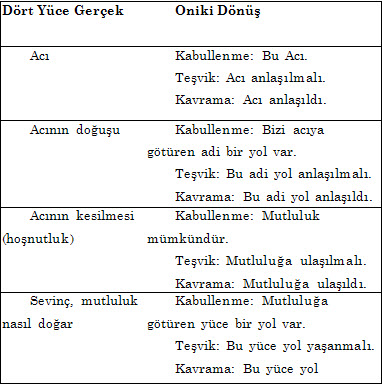 Dört Yüce Gerçek Oniki Dönüş
Acı Kabullenme: Bu Acı.
Teşvik: Acı anlaşılmalı.
Kavrama: Acı anlaşıldı.
Acının doğuşu Kabullenme: Bizi acıya
götüren adi bir yol var.
Teşvik: Bu adi yol anlaşılmalı.
Kavrama: Bu adi yol anlaşıldı.
Acının kesilmesi Kabullenme: Mutluluk
(hoşnutluk) mümkündür.
Teşvik: Mutluluğa ulaşılmalı.
Kavrama: Mutluluğa ulaşıldı.
Sevinç, mutluluk Kabullenme: Mutluluğa
nasıl doğar götüren yüce bir yol var.
Teşvik: Bu yüce yol yaşanmalı.
Kavrama: Bu yüce yol